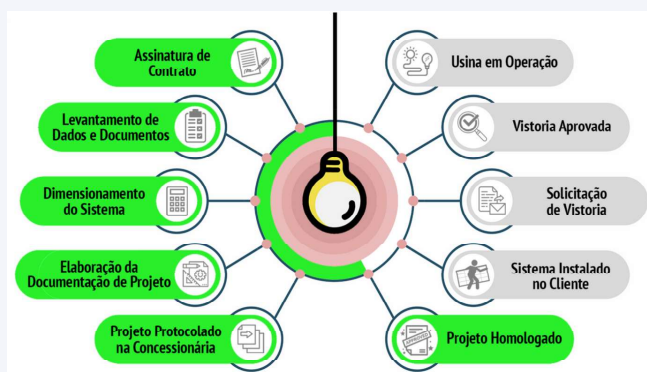 Assinatura de
Contrato
Levantamento de
Dados e Documentos
Dimensionamento
do Sistema
Elaboração da
Documentação de Projeto
Projeto Protocolado
na Concessionária
Usina em Operação
Vistoria Aprovada
Solicitação
de Vistoria
Sistema Instalado
no Cliente
Projeto Homologado
APPROVED